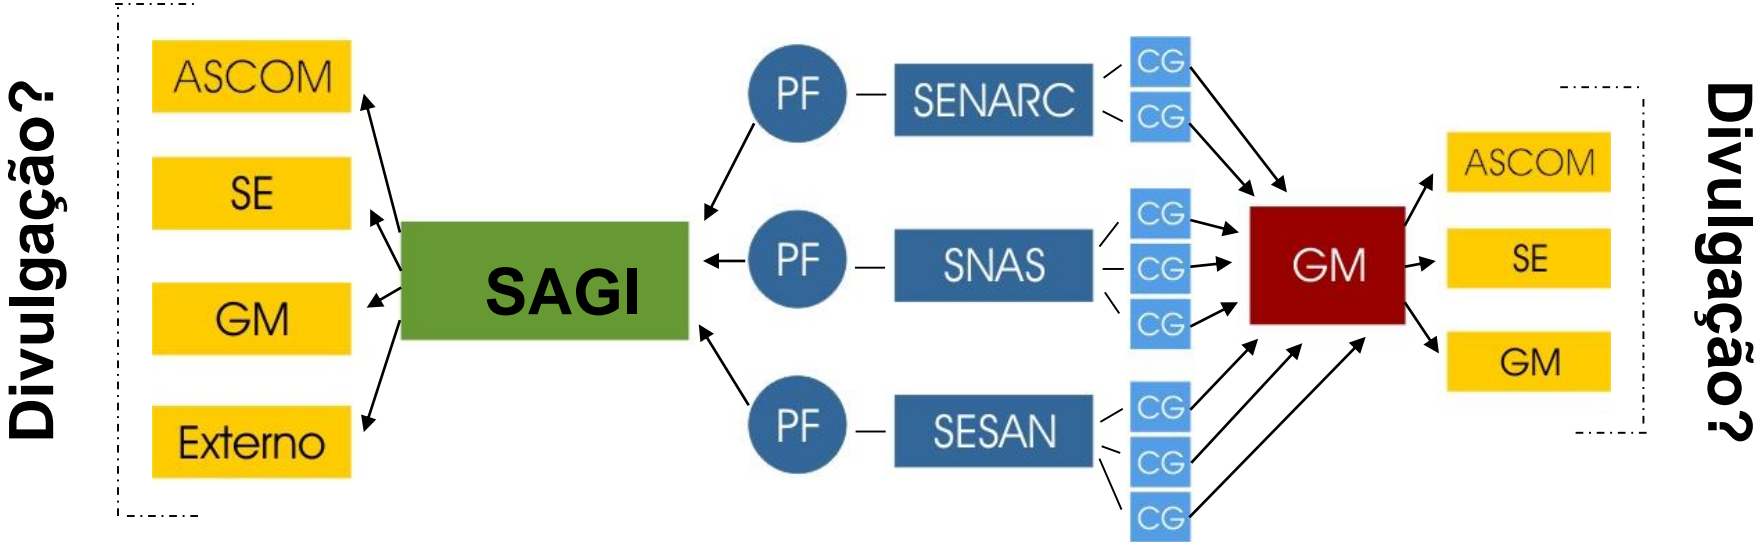 Divulgação?
ASCOM
SE
GM
Externo
SAGI
PF
SENARC
CG
CG
PF
SNAS
CG
CG
CG
PF
SESAN
CG
CG
CG
GM
ASCOM
SE
GM
Divulgação?